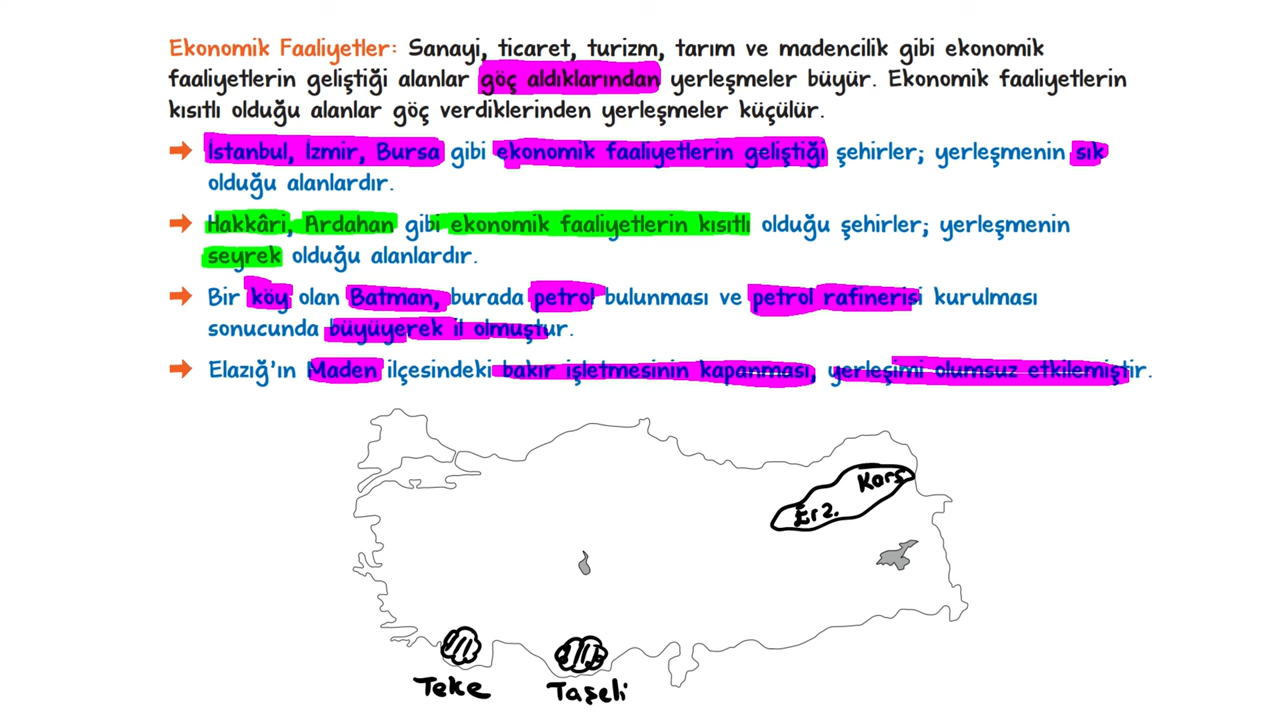 Ekonomik Faaliyetler: Sanayi, ticaret, turizm, tarım ve madencilik gibi ekonomik
faaliyetlerin geliştiği alanlar göç aldıklarından yerleşmeler büyür. Ekonomik faaliyetlerin
kısıtlı olduğu alanlar göç verdiklerinden yerleşmeler küçülür.
→ İstanbul, İzmir, Bursa gibi ekonomik faaliyetlerin geliştiği şehirler; yerleşmenin sık
olduğu alanlardır.
→ Hakkâri, Ardahan gibi ekonomik faaliyetlerin kısıtlı olduğu şehirler; yerleşmenin
seyrek olduğu alanlardır.
→ Bir köy olan Batman, burada petrol bulunması ve petrol rafinerisi kurulması
sonucunda büyüyerek il olmuştur.
→ Elazığ'ın Maden ilçesindeki bakır işletmesinin kapanması, yerleşimi olumsuz etkilemiştir.
Kars
Erz.
Teke
Taşeli